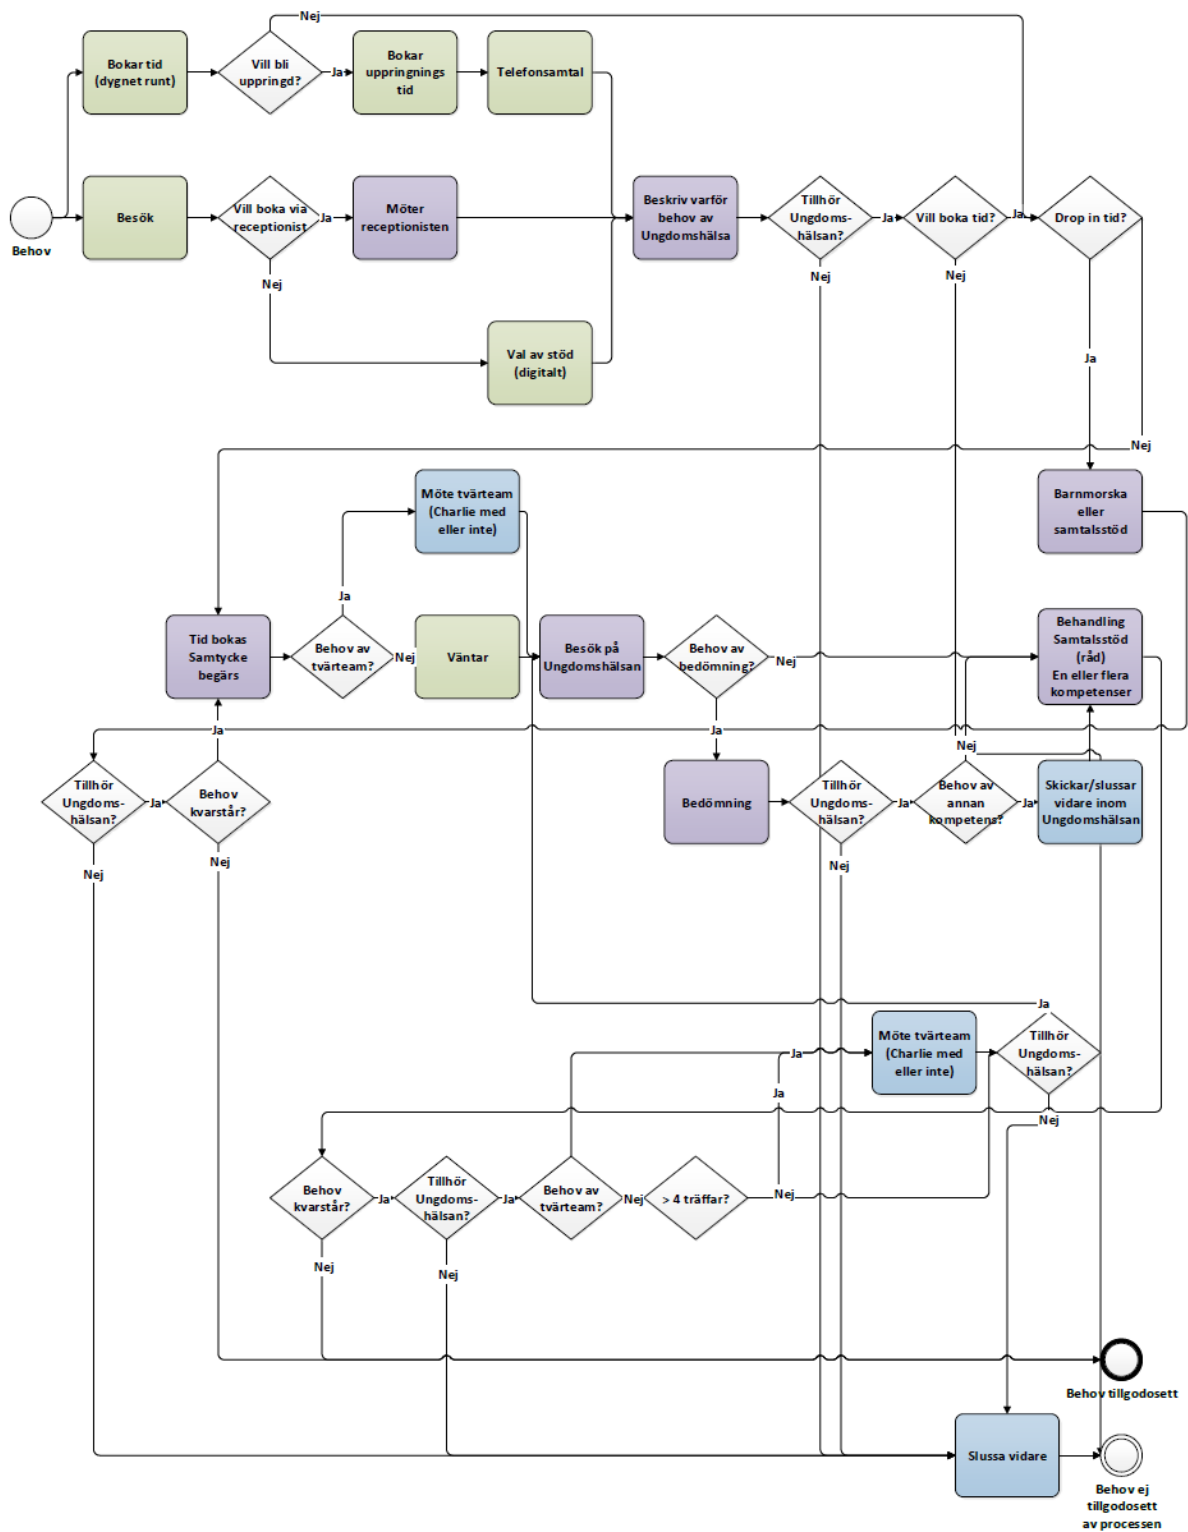 Nej
Bokar tid
(dygnet runt)
Vill bli
uppringd?
Ja
Bokar
uppringnings
tid
Telefonsamtal
Behov
Besök
Vill boka via
receptionist
Ja
Möter
receptionisten
Beskriv varför
behov av
Ungdomshälsa
Tillhör
Ungdoms-
hälsan?
Ja
Vill boka tid?
Ja
Drop in tid?
Nej
Nej
Nej
Val av stöd
(digitalt)
Ja
Nej
Möte tvärteam
(Charlie med
eller inte)
Barnmorska
eller
samtalsstöd
Ja
Tid bokas
Samtycke
begärs
Behov av
tvärteam?
Nej
Väntar
Besök på
Ungdomshälsan
Behov av
bedömning?
Nej
Behandling
Samtalsstöd
(råd)
En eller flera
kompetenser
Ja
Ja
Nej
Tillhör
Ungdoms-
hälsan?
Ja
Behov
kvarstår?
Bedömning
Tillhör
Ungdoms-
hälsan?
Ja
Behov av
annan
kompetens?
Ja
Skickar/slussar
vidare inom
Ungdomshälsan
Nej
Nej
Nej
Ja
Möte tvärteam
(Charlie med
eller inte)
Tillhör
Ungdoms-
hälsan?
Ja
Ja
Nej
Behov
kvarstår?
Ja
Tillhör
Ungdoms-
hälsan?
Ja
Behov av
tvärteam?
Nej
> 4 träffar?
Nej
Nej
Nej
Behov tillgodosett
Slussa vidare
Behov ej
tillgodosett
av processen